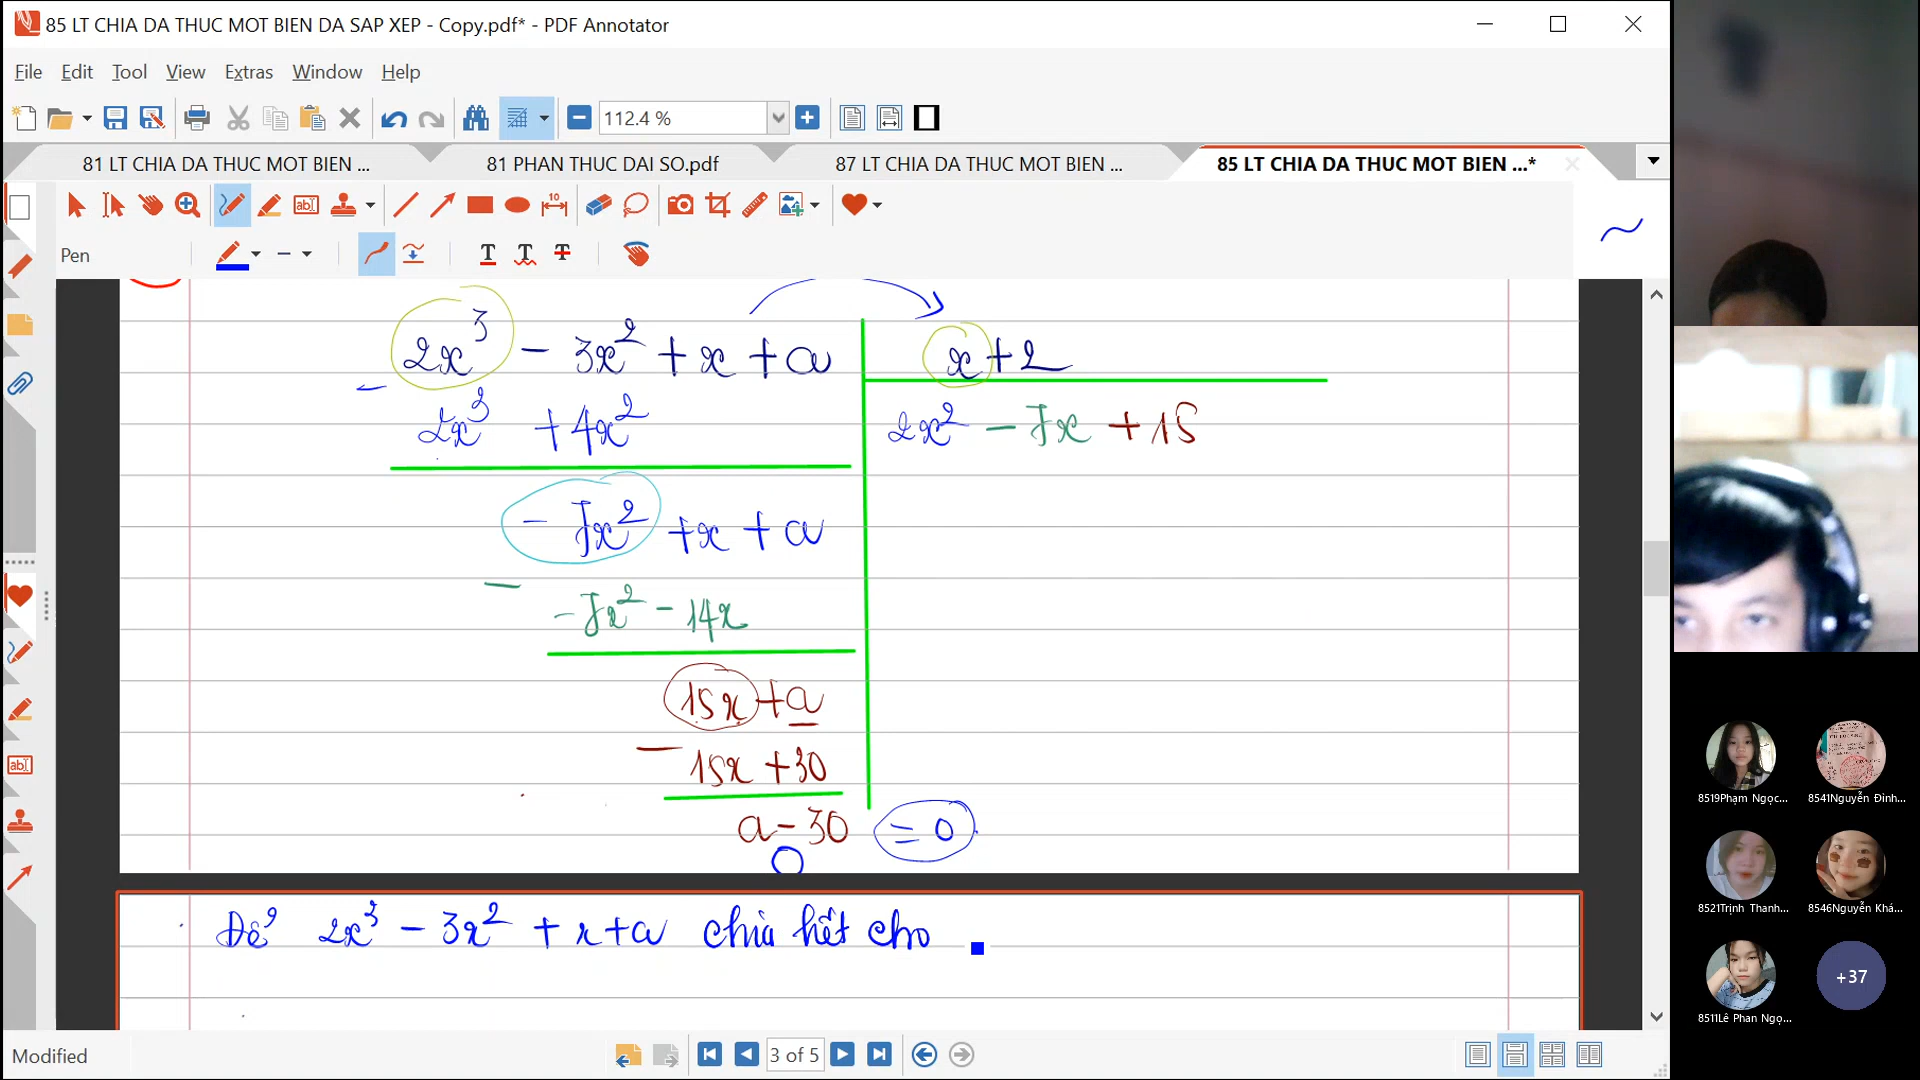 85 LT CHIA DA THUC MOT BIEN DA SAP XEP - Copy.pdf* - PDF Annotator
File Edit Tool View Extras Window Help
112.4 %
81 LT CHIA DA THUC MOT BIEN ... 81 PHAN THUC DAI SO.pdf 87 LT CHIA DA THUC MOT BIEN ... 85 LT CHIA DA THUC MOT BIEN ...*
Pen
2x³ - 3x² + x + a x + 2
- 2x³ + 4x² 2x² - 7x + 15
- 7x² + x + a
- -7x² - 14x
15x + a
- 15x + 30
a - 30 = 0
0
Để 2x³ - 3x² + x + a chia hết cho
Modified 3 of 5
8519Phạm Ngọc... 8541Nguyễn Đinh...
8521Trịnh Thanh... 8546Nguyễn Khá...
8511Lê Phan Ngọ... +37